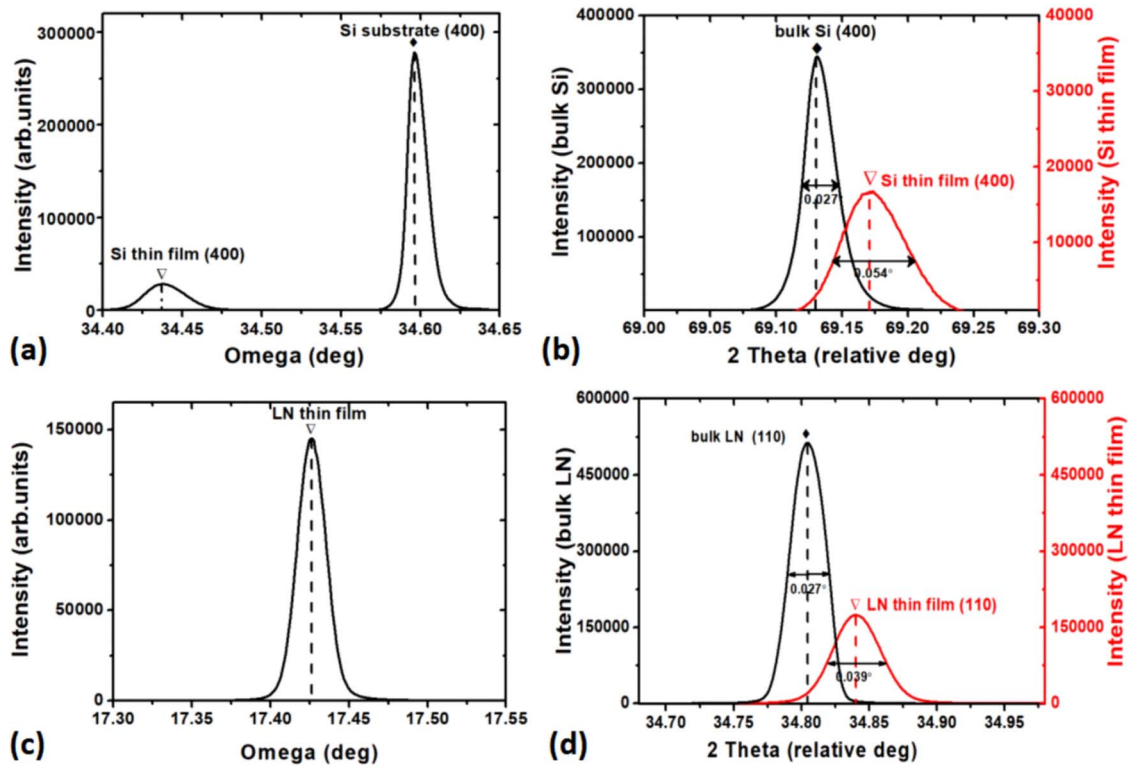 Si substrate (400)
Si thin film (400)
300000
200000
100000
0
34.40
34.45
34.50
34.55
34.60
34.65
Intensity (arb.units)
Omega (deg)
(a)
bulk Si (400)
Si thin film (400)
0.027
0.054°
400000
300000
200000
100000
40000
30000
20000
10000
69.00
69.05
69.10
69.15
69.20
69.25
69.30
Intensity (bulk Si)
Intensity (Si thin film)
2 Theta (relative deg)
(b)
LN thin film
150000
100000
50000
0
17.30
17.35
17.40
17.45
17.50
17.55
Intensity (arb.units)
Omega (deg)
(c)
bulk LN (110)
LN thin film (110)
0.027°
0.039°
600000
450000
300000
150000
0
600000
450000
300000
150000
0
34.70
34.75
34.80
34.85
34.90
34.95
Intensity (bulk LN)
Intensity (LN thin film)
2 Theta (relative deg)
(d)